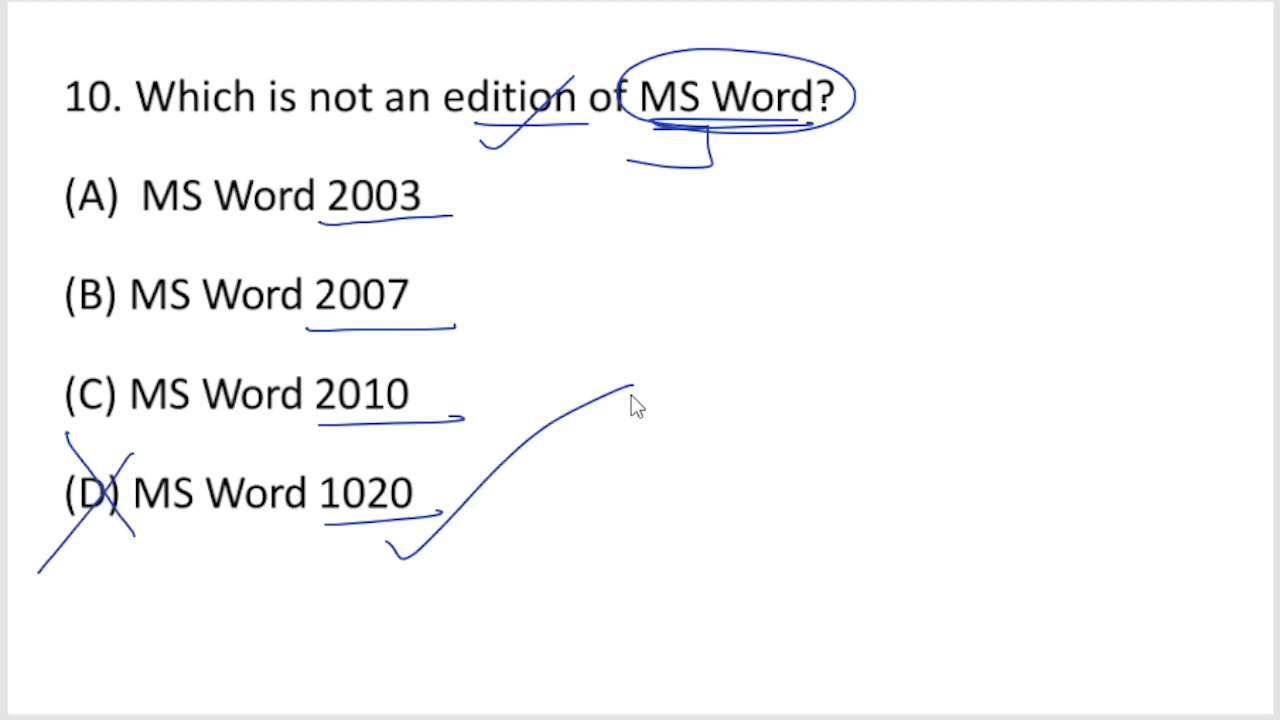 10. Which is not an edition of MS Word?
(A) MS Word 2003
(B) MS Word 2007
(C) MS Word 2010
(D) MS Word 1020